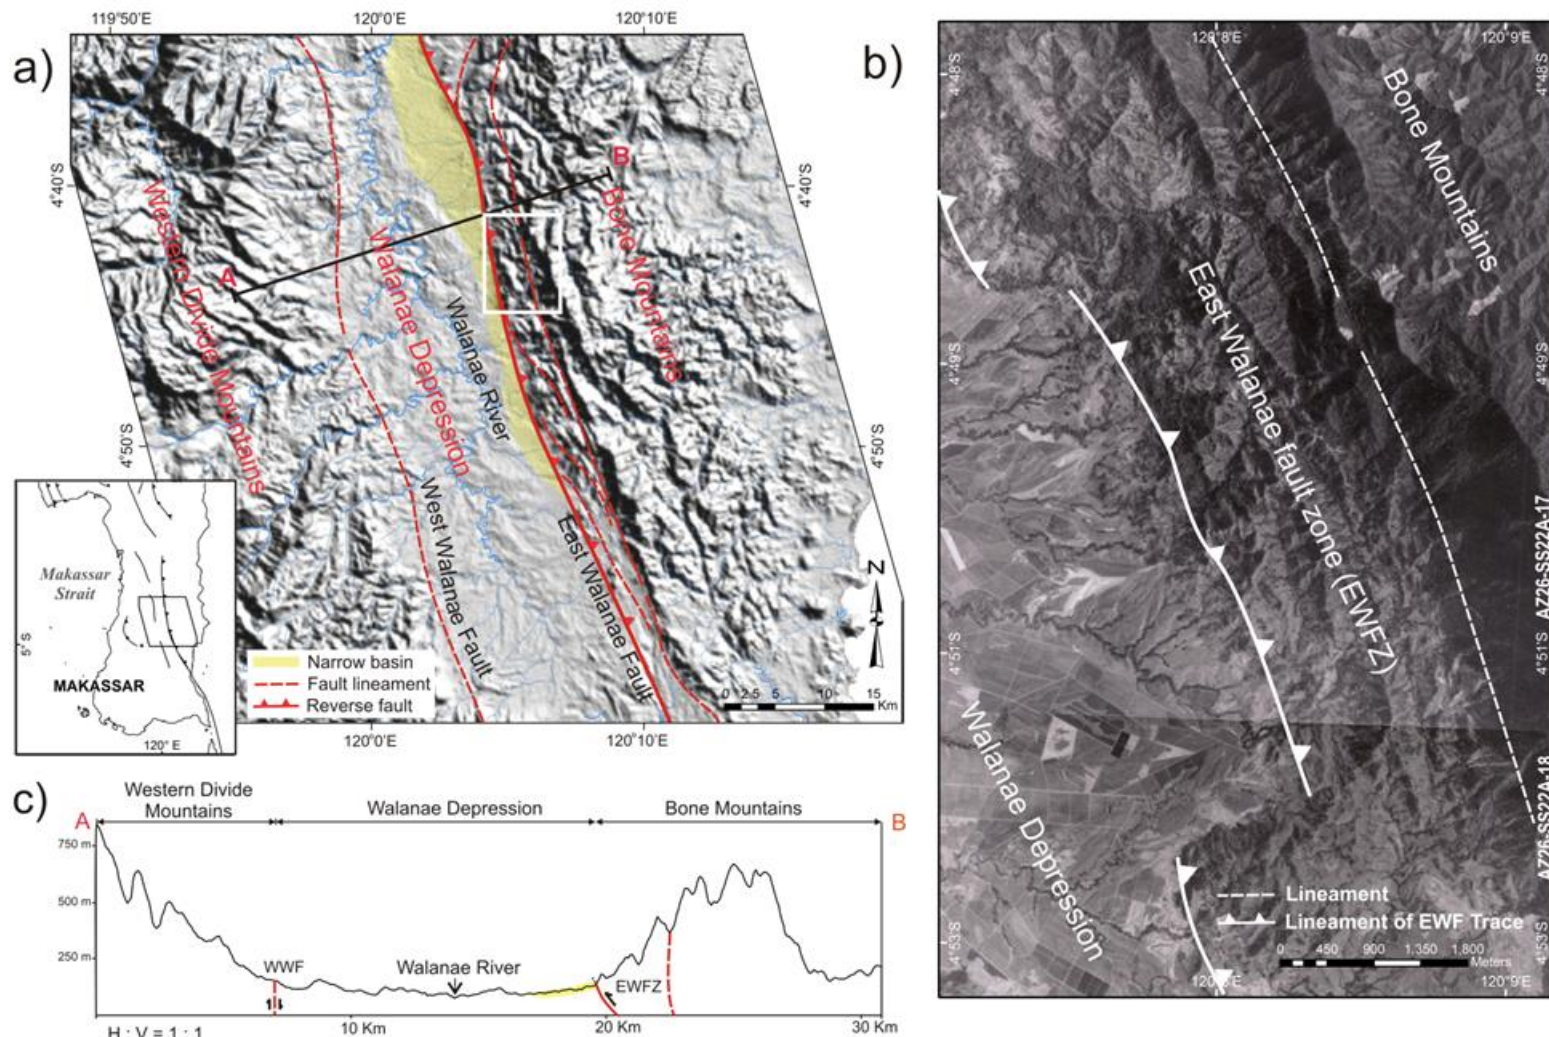 a)
119°50'E
120°0'E
120°10'E
4°40'S
4°40'S
4°50'S
4°50'S
A
B
Western Divide Mountains
Walanae Depression
Walanae River
Bone Mountains
West Walanae Fault
East Walanae Fault
N
0 2.5 5 10 15
Km
Narrow basin
Fault lineament
Reverse fault
120°0'E
120°10'E
Makassar
Strait
5°S
MAKASSAR
120° E
b)
120°8'E
120°9'E
4°48'S
4°48'S
Bone Mountains
East Walanae fault zone (EWFZ)
4°49'S
4°49'S
AZ26-SS22A-17
4°51'S
4°51'S
Walanae Depression
AZ26-SS22A-18
Lineament
Lineament of EWF Trace
0 450 900 1.350 1.800
Meters
4°53'S
4°53'S
120°8'E
120°9'E
c)
Western Divide
Mountains
Walanae Depression
Bone Mountains
A
B
750 m
500 m
250 m
WWF
Walanae River
EWFZ
10 Km
20 Km
30 Km
H : V = 1 : 1